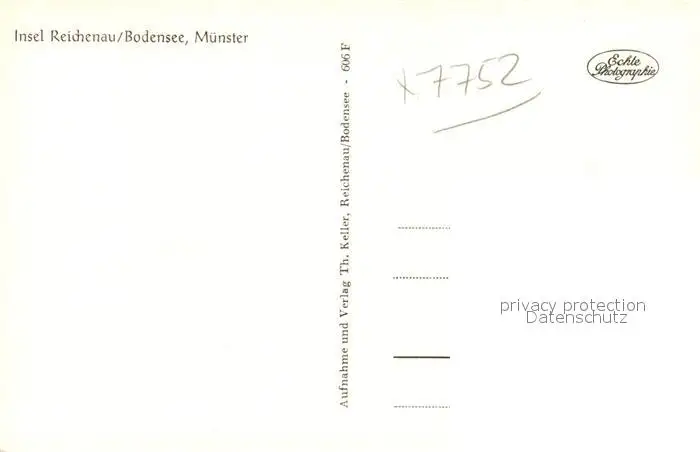 Insel Reichenau/Bodensee, Münster
Aufnahme und Verlag Th. Keller, Reichenau/Bodensee - 606 F
x 7752
Echte
Photographie
privacy protection
Datenschutz